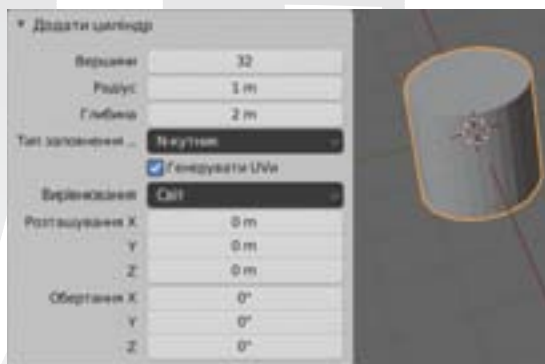 Додати циліндр
Вершини 32
Радіус 1 m
Глибина 2 m
Тип заповнення .. N-кутник
Генерувати UVи
Вирівнювання Світ
Розташування X 0 m
Y 0 m
Z 0 m
Обертання X 0°
Y 0°
Z 0°